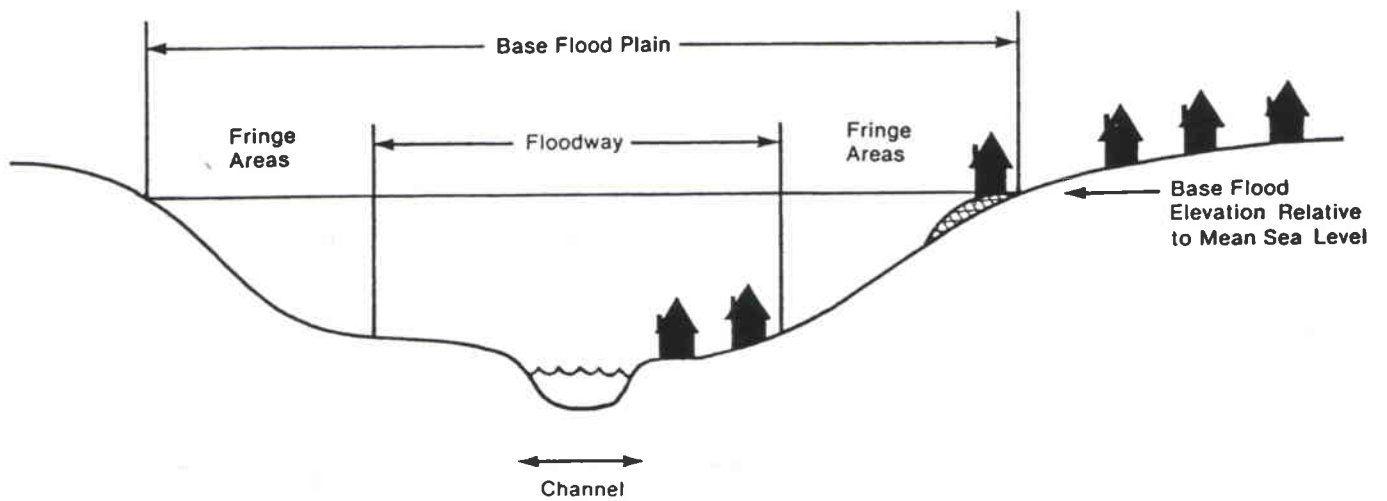 Base Flood Plain
Fringe
Areas
Floodway
Fringe
Areas
Base Flood
Elevation Relative
to Mean Sea Level
Channel